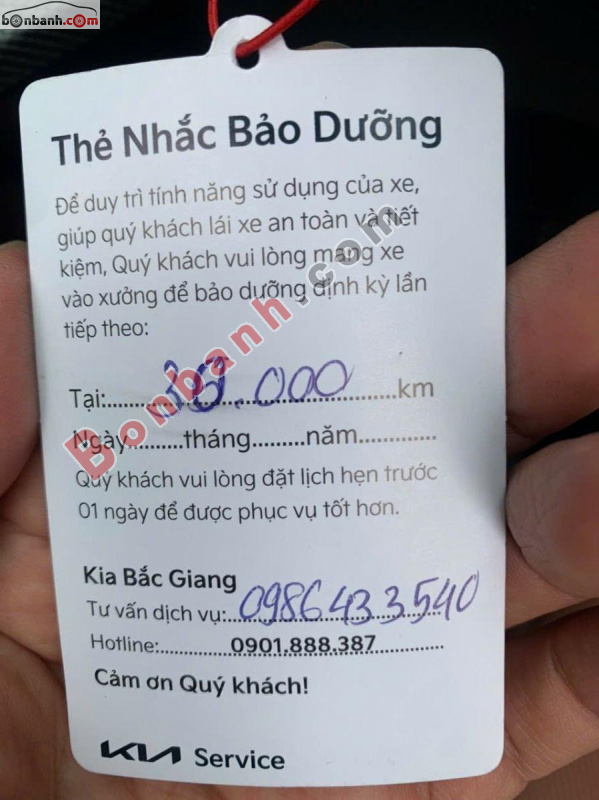 bonbanh.com
Thẻ Nhắc Bảo Dưỡng
Để duy trì tính năng sử dụng của xe,
giúp quý khách lái xe an toàn và tiết
kiệm, Quý khách vui lòng mang xe
vào xưởng để bảo dưỡng định kỳ lần
tiếp theo:
Tại:...............000...............km
Ngày.........tháng.........năm.............
Quý khách vui lòng đặt lịch hẹn trước
01 ngày để được phục vụ tốt hơn.
Kia Bắc Giang
Tư vấn dịch vụ: 0986433540
Hotline: 0901.888.387
Cảm ơn Quý khách!
KIA Service
Bonbanh.com